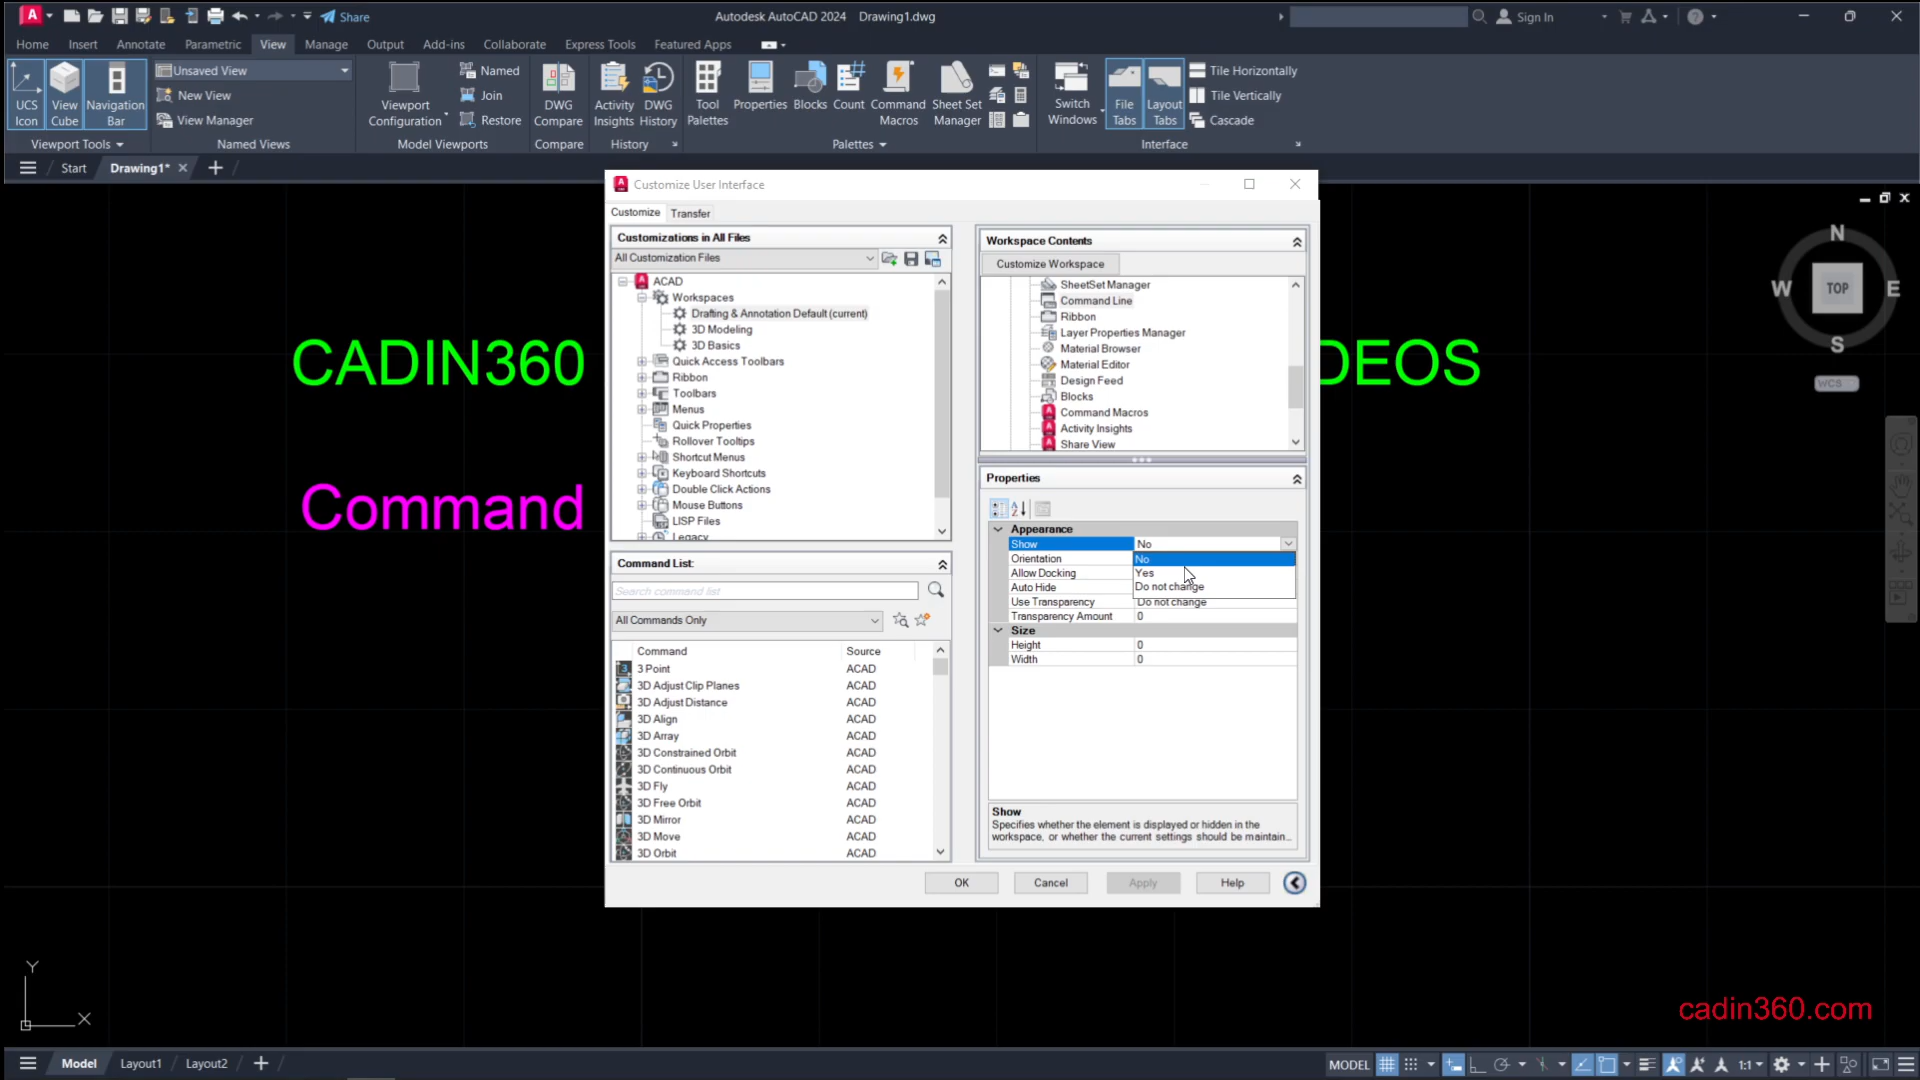 Share
Autodesk AutoCAD 2024 Drawing1.dwg
Sign In
Home Insert Annotate Parametric View Manage Output Add-ins Collaborate Express Tools Featured Apps
Unsaved View
New View
View Manager
UCS Icon
View Cube
Navigation Bar
Viewport Configuration
Named
Join
Restore
DWG Compare
Activity Insights
DWG History
Tool Palettes
Properties
Blocks
Count
Command Macros
Sheet Set Manager
Switch Windows
File Tabs
Layout Tabs
Tile Horizontally
Tile Vertically
Cascade
Viewport Tools Named Views Model Viewports Compare History Palettes Interface
Start Drawing1*
Customize User Interface
Customize Transfer
Customizations in All Files
All Customization Files
ACAD
Workspaces
Drafting & Annotation Default (current)
3D Modeling
3D Basics
Quick Access Toolbars
Ribbon
Toolbars
Menus
Quick Properties
Rollover Tooltips
Shortcut Menus
Keyboard Shortcuts
Double Click Actions
Mouse Buttons
LISP Files
Legacy
Command List:
Search command list
All Commands Only
Command Source
3 Point ACAD
3D Adjust Clip Planes ACAD
3D Adjust Distance ACAD
3D Align ACAD
3D Array ACAD
3D Constrained Orbit ACAD
3D Continuous Orbit ACAD
3D Fly ACAD
3D Free Orbit ACAD
3D Mirror ACAD
3D Move ACAD
3D Orbit ACAD
Workspace Contents
Customize Workspace
SheetSet Manager
Command Line
Ribbon
Layer Properties Manager
Material Browser
Material Editor
Design Feed
Blocks
Command Macros
Activity Insights
Share View
Properties
Appearance
Show No
Orientation No
Allow Docking Yes
Auto Hide Do not change
Use Transparency Do not change
Transparency Amount 0
Size
Height 0
Width 0
Show
Specifies whether the element is displayed or hidden in the
workspace, or whether the current settings should be maintain...
OK Cancel Apply Help
CADIN360
DEOS
Command
N
W TOP E
S
WCS
Y
X
cadin360.com
Model Layout1 Layout2
MODEL 1:1